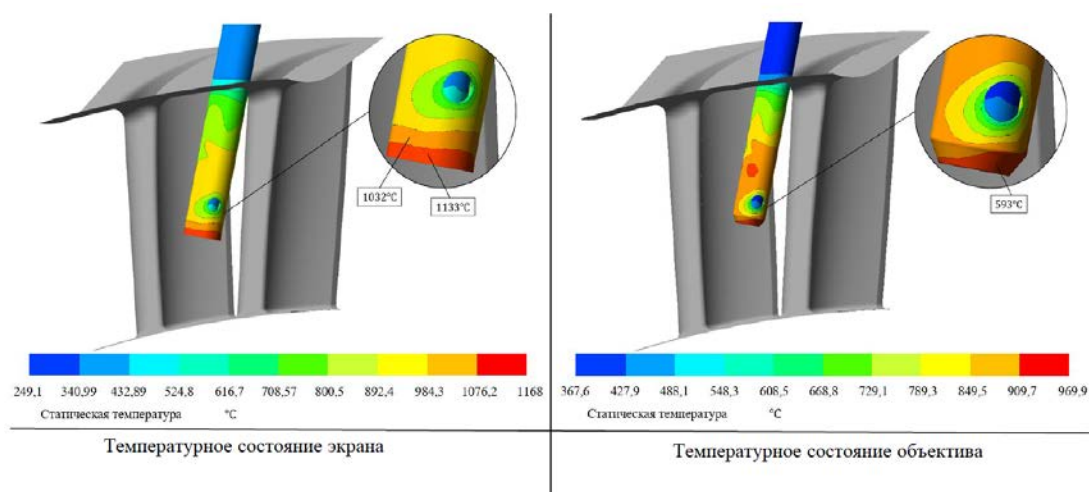 1032°C
1133°C
249,1 340,99 432,89 524,8 616,7 708,57 800,5 892,4 984,3 1076,2 1168
Статическая температура °C
Температурное состояние экрана
593°C
367,6 427,9 488,1 548,3 608,5 668,8 729,1 789,3 849,5 909,7 969,9
Статическая температура °C
Температурное состояние объектива